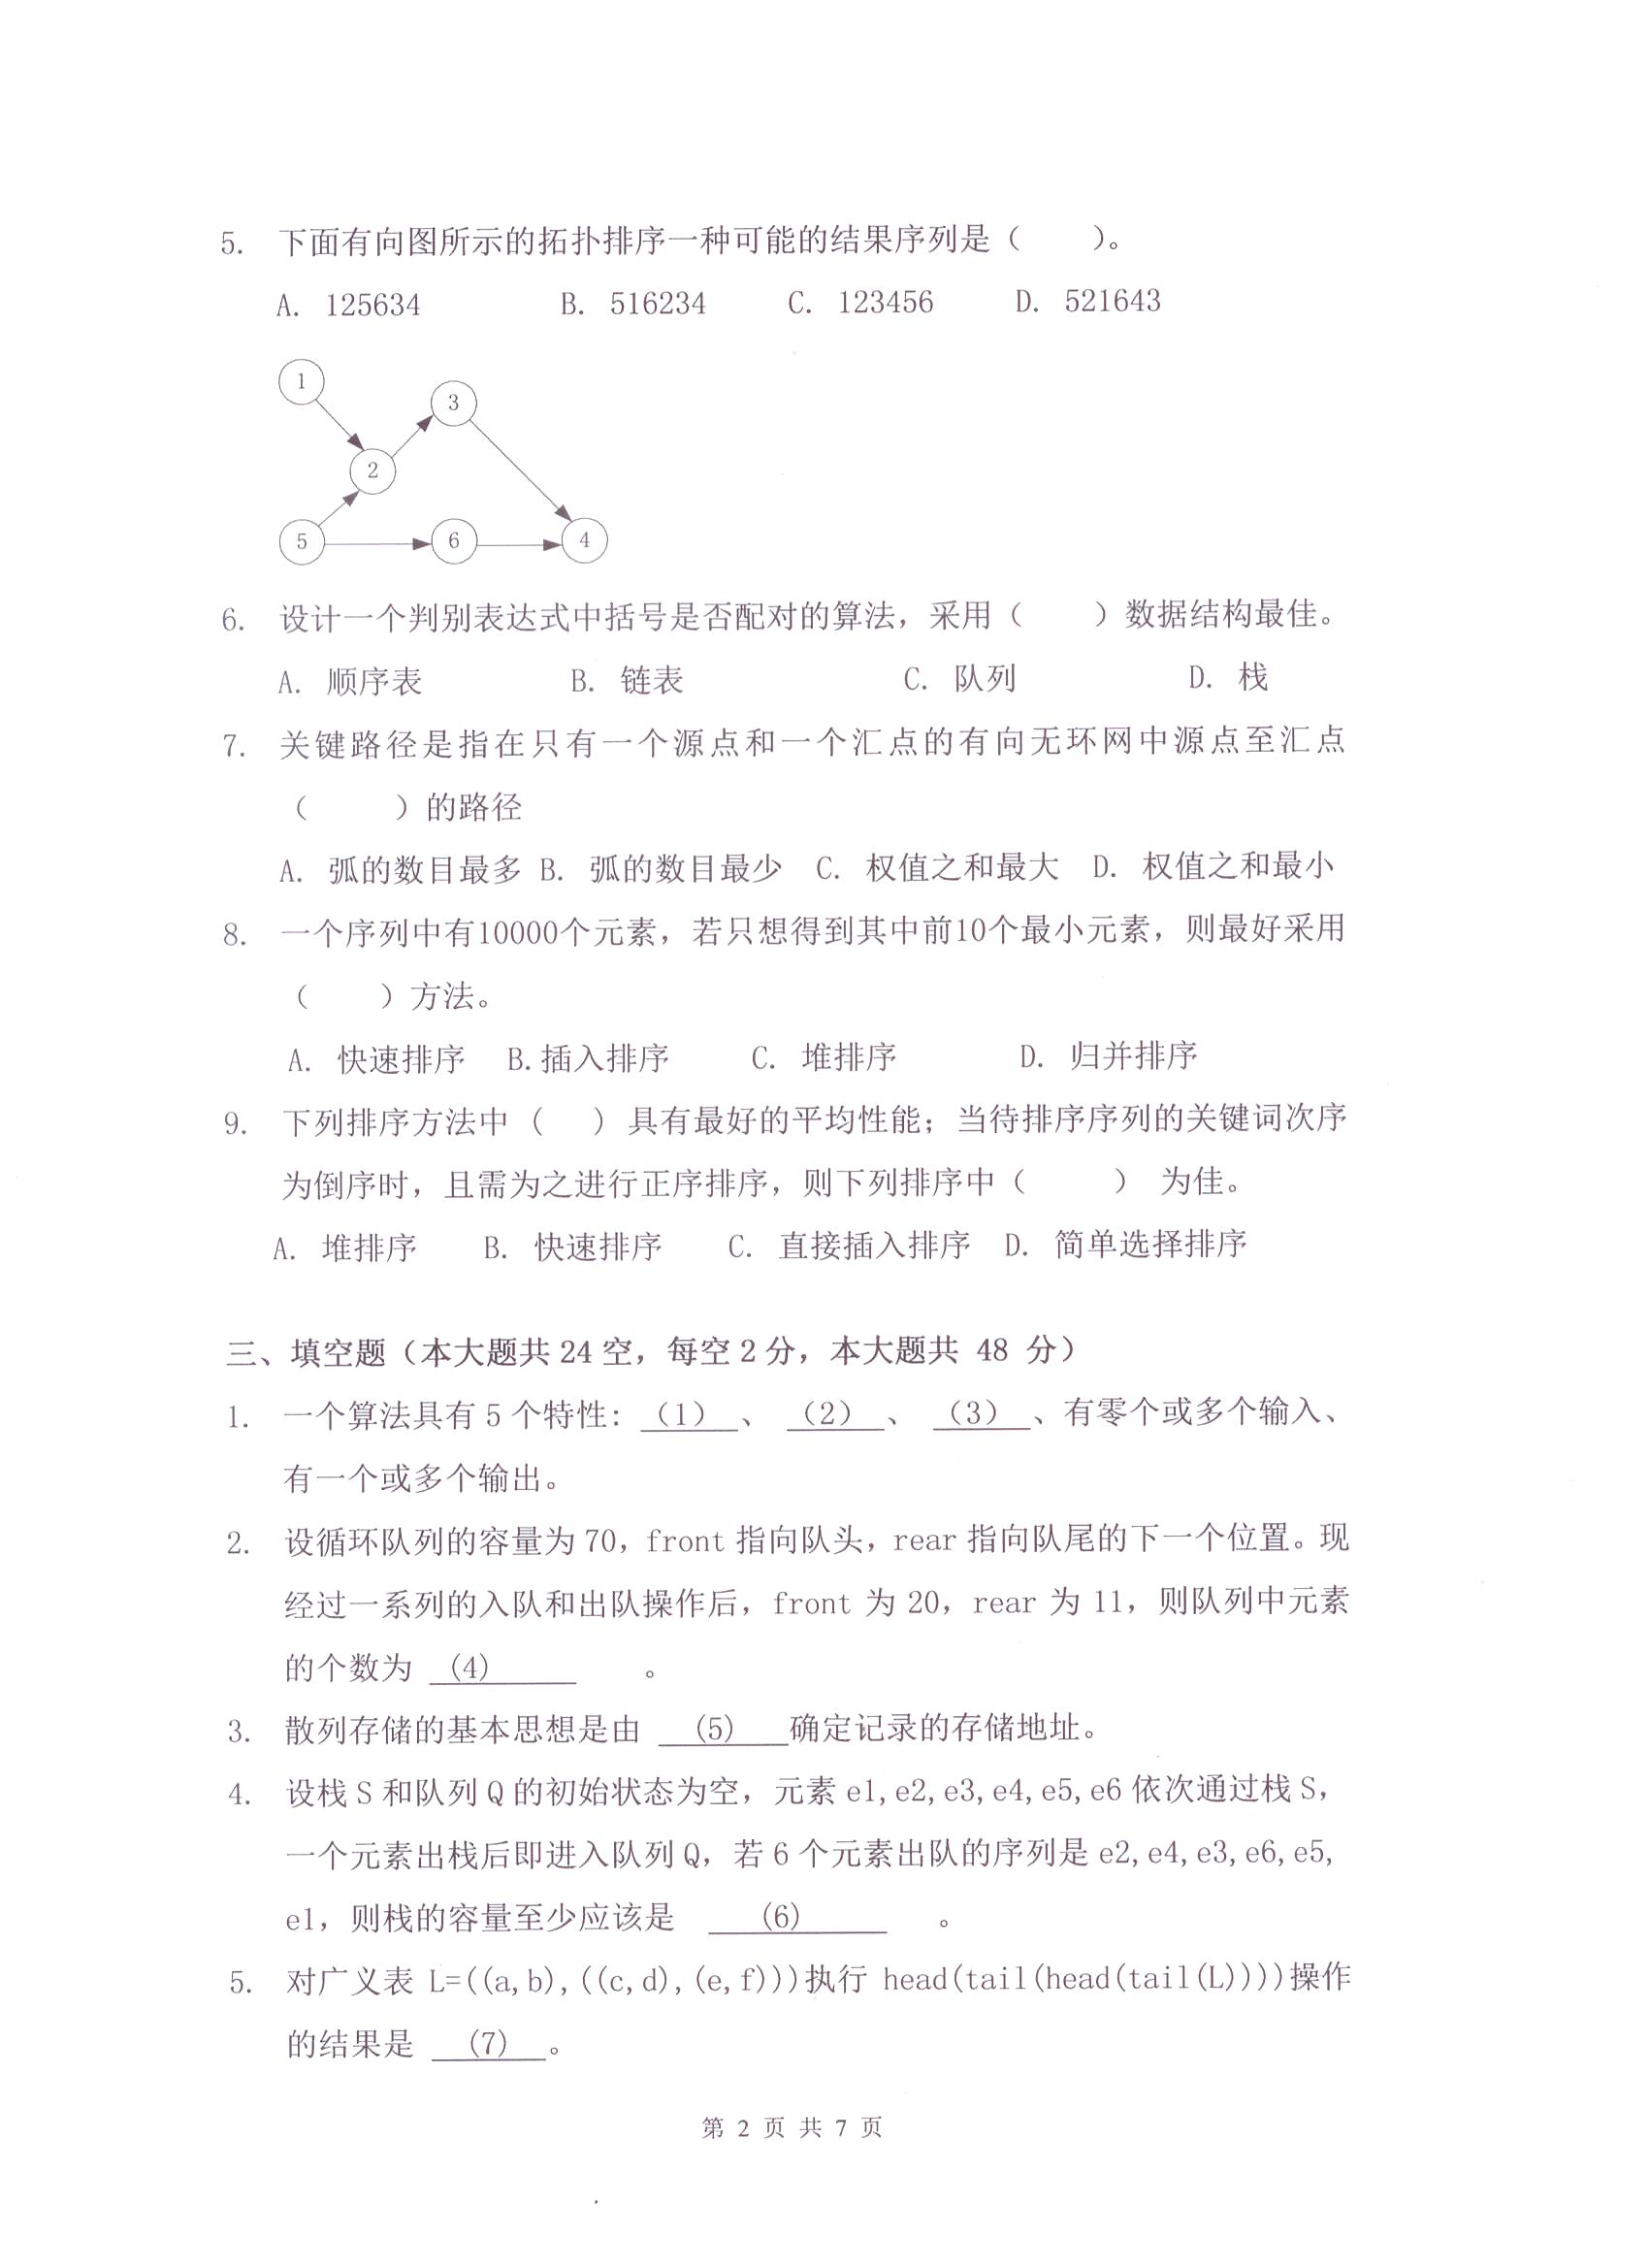 5. 下面有向图所示的拓扑排序一种可能的结果序列是（　　）。
A. 125634　　B. 516234　　C. 123456　　D. 521643
1
3
2
5　6　4
6. 设计一个判别表达式中括号是否配对的算法，采用（　　）数据结构最佳。
A. 顺序表　　B. 链表　　C. 队列　　D. 栈
7. 关键路径是指在只有一个源点和一个汇点的有向无环网中源点至汇点
（　　）的路径
A. 弧的数目最多 B. 弧的数目最少 C. 权值之和最大 D. 权值之和最小
8. 一个序列中有10000个元素，若只想得到其中前10个最小元素，则最好采用
（　　）方法。
A. 快速排序　B.插入排序　　C. 堆排序　　D. 归并排序
9. 下列排序方法中（　）具有最好的平均性能；当待排序序列的关键词次序
为倒序时，且需为之进行正序排序，则下列排序中（　　） 为佳。
A. 堆排序　B. 快速排序　C. 直接插入排序 D. 简单选择排序
三、填空题（本大题共 24 空，每空 2 分，本大题共 48 分）
1. 一个算法具有 5 个特性：（1）、（2）、（3）、有零个或多个输入、
有一个或多个输出。
2. 设循环队列的容量为 70，front 指向队头，rear 指向队尾的下一个位置。现
经过一系列的入队和出队操作后，front 为 20，rear 为 11，则队列中元素
的个数为 (4) 。
3. 散列存储的基本思想是由 (5) 确定记录的存储地址。
4. 设栈 S 和队列 Q 的初始状态为空，元素 e1,e2,e3,e4,e5,e6 依次通过栈 S，
一个元素出栈后即进入队列 Q，若 6 个元素出队的序列是 e2,e4,e3,e6,e5,
e1，则栈的容量至少应该是 (6) 。
5. 对广义表 L=((a,b),((c,d),(e,f)))执行 head(tail(head(tail(L))))操作
的结果是 (7) 。
第 2 页 共 7 页